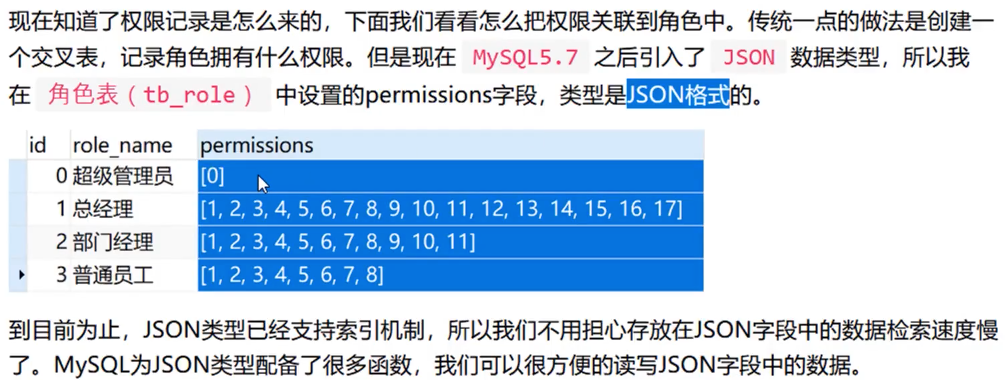 现在知道了权限记录是怎么来的，下面我们看看怎么把权限关联到角色中。传统一点的做法是创建一
个交叉表，记录角色拥有什么权限。但是现在 MySQL5.7 之后引入了 JSON 数据类型，所以我
在 角色表（tb_role） 中设置的permissions字段，类型是JSON格式的。
id role_name permissions
0 超级管理员 [0]
1 总经理 [1, 2, 3, 4, 5, 6, 7, 8, 9, 10, 11, 12, 13, 14, 15, 16, 17]
2 部门经理 [1, 2, 3, 4, 5, 6, 7, 8, 9, 10, 11]
3 普通员工 [1, 2, 3, 4, 5, 6, 7, 8]
到目前为止，JSON类型已经支持索引机制，所以我们不用担心存放在JSON字段中的数据检索速度慢
了。MySQL为JSON类型配备了很多函数，我们可以很方便的读写JSON字段中的数据。